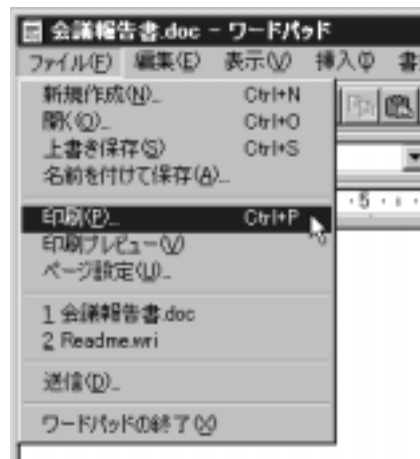 会議報告書.doc - ワードパッド
ファイル(F) 編集(E) 表示(V) 挿入(I) 書
新規作成(N)... Ctrl+N
開く(O)... Ctrl+O
上書き保存(S) Ctrl+S
名前を付けて保存(A)...
印刷(P)... Ctrl+P
印刷プレビュー(V)
ページ設定(U)...
1 会議報告書.doc
2 Readme.wri
送信(D)...
ワードパッドの終了(X)
· 5 ·